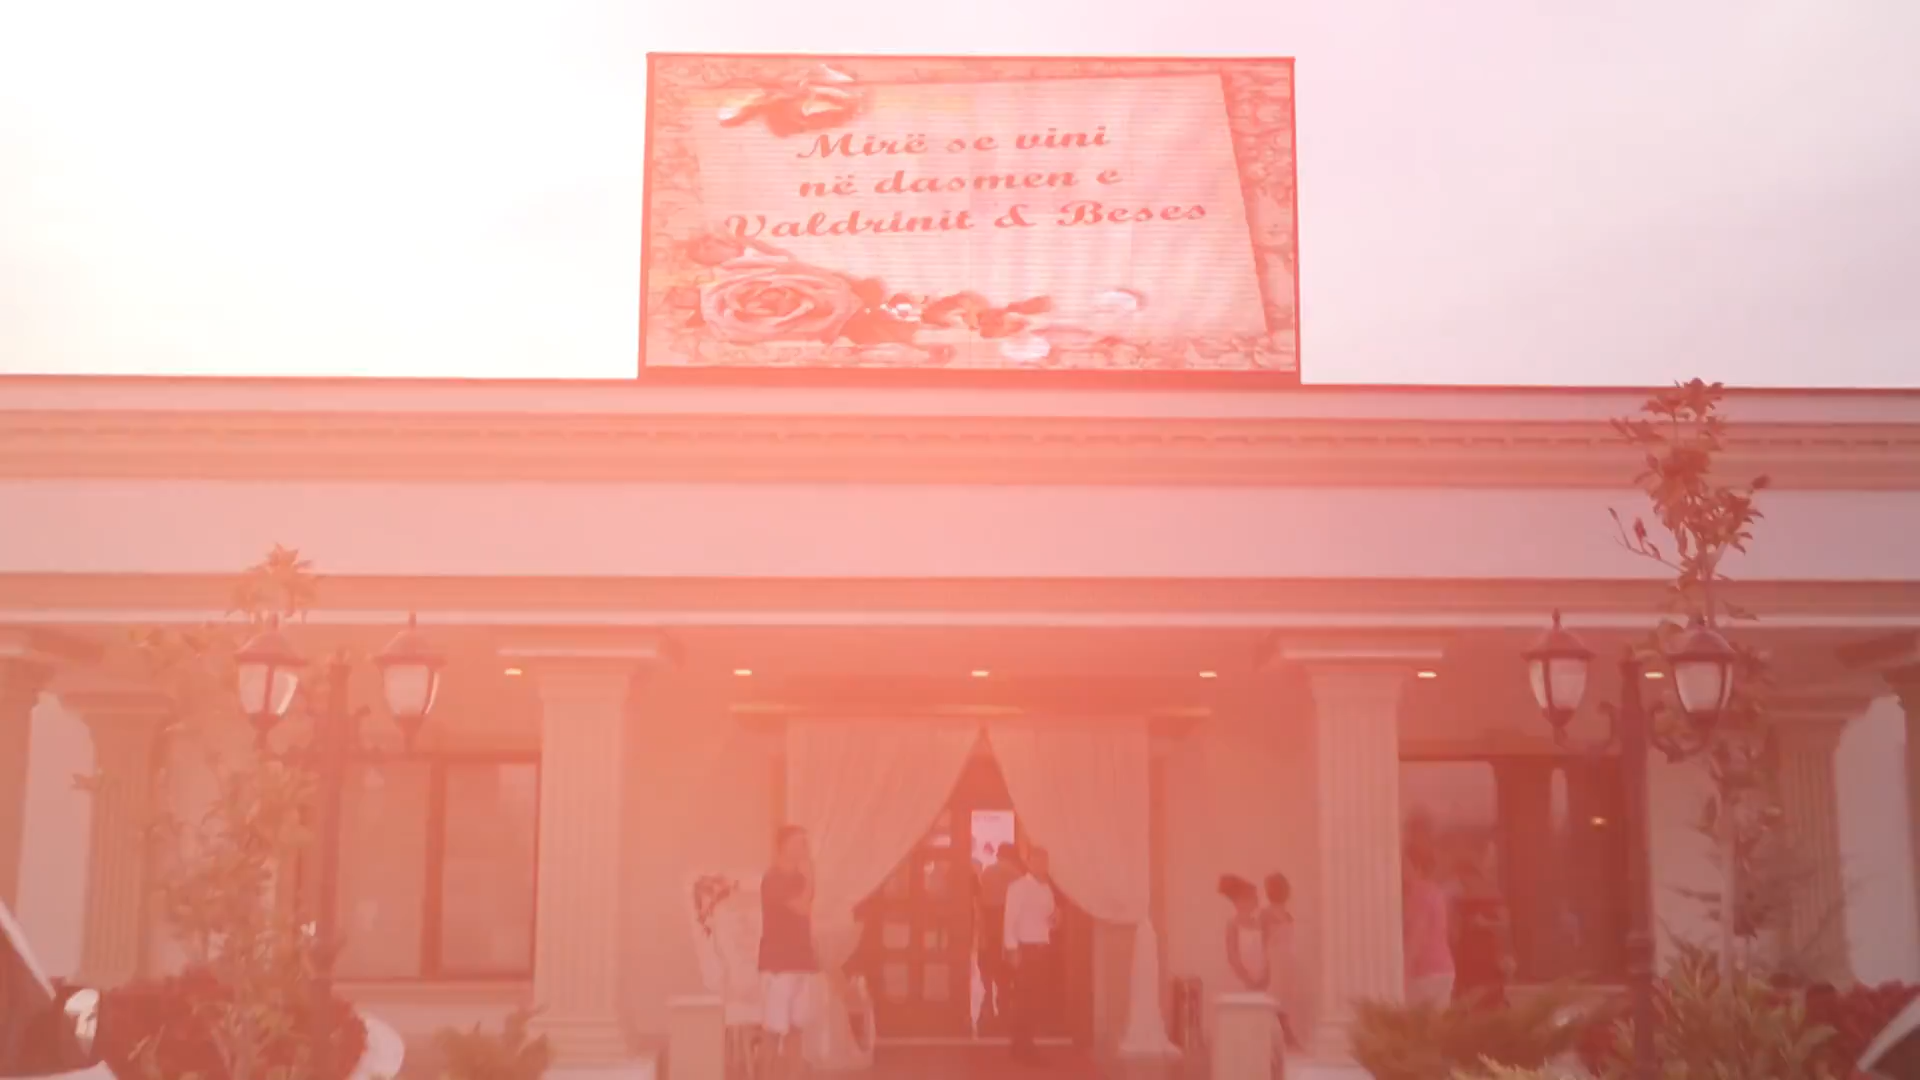 Mirë se vini
në dasmen e
Valdrinit & Beses